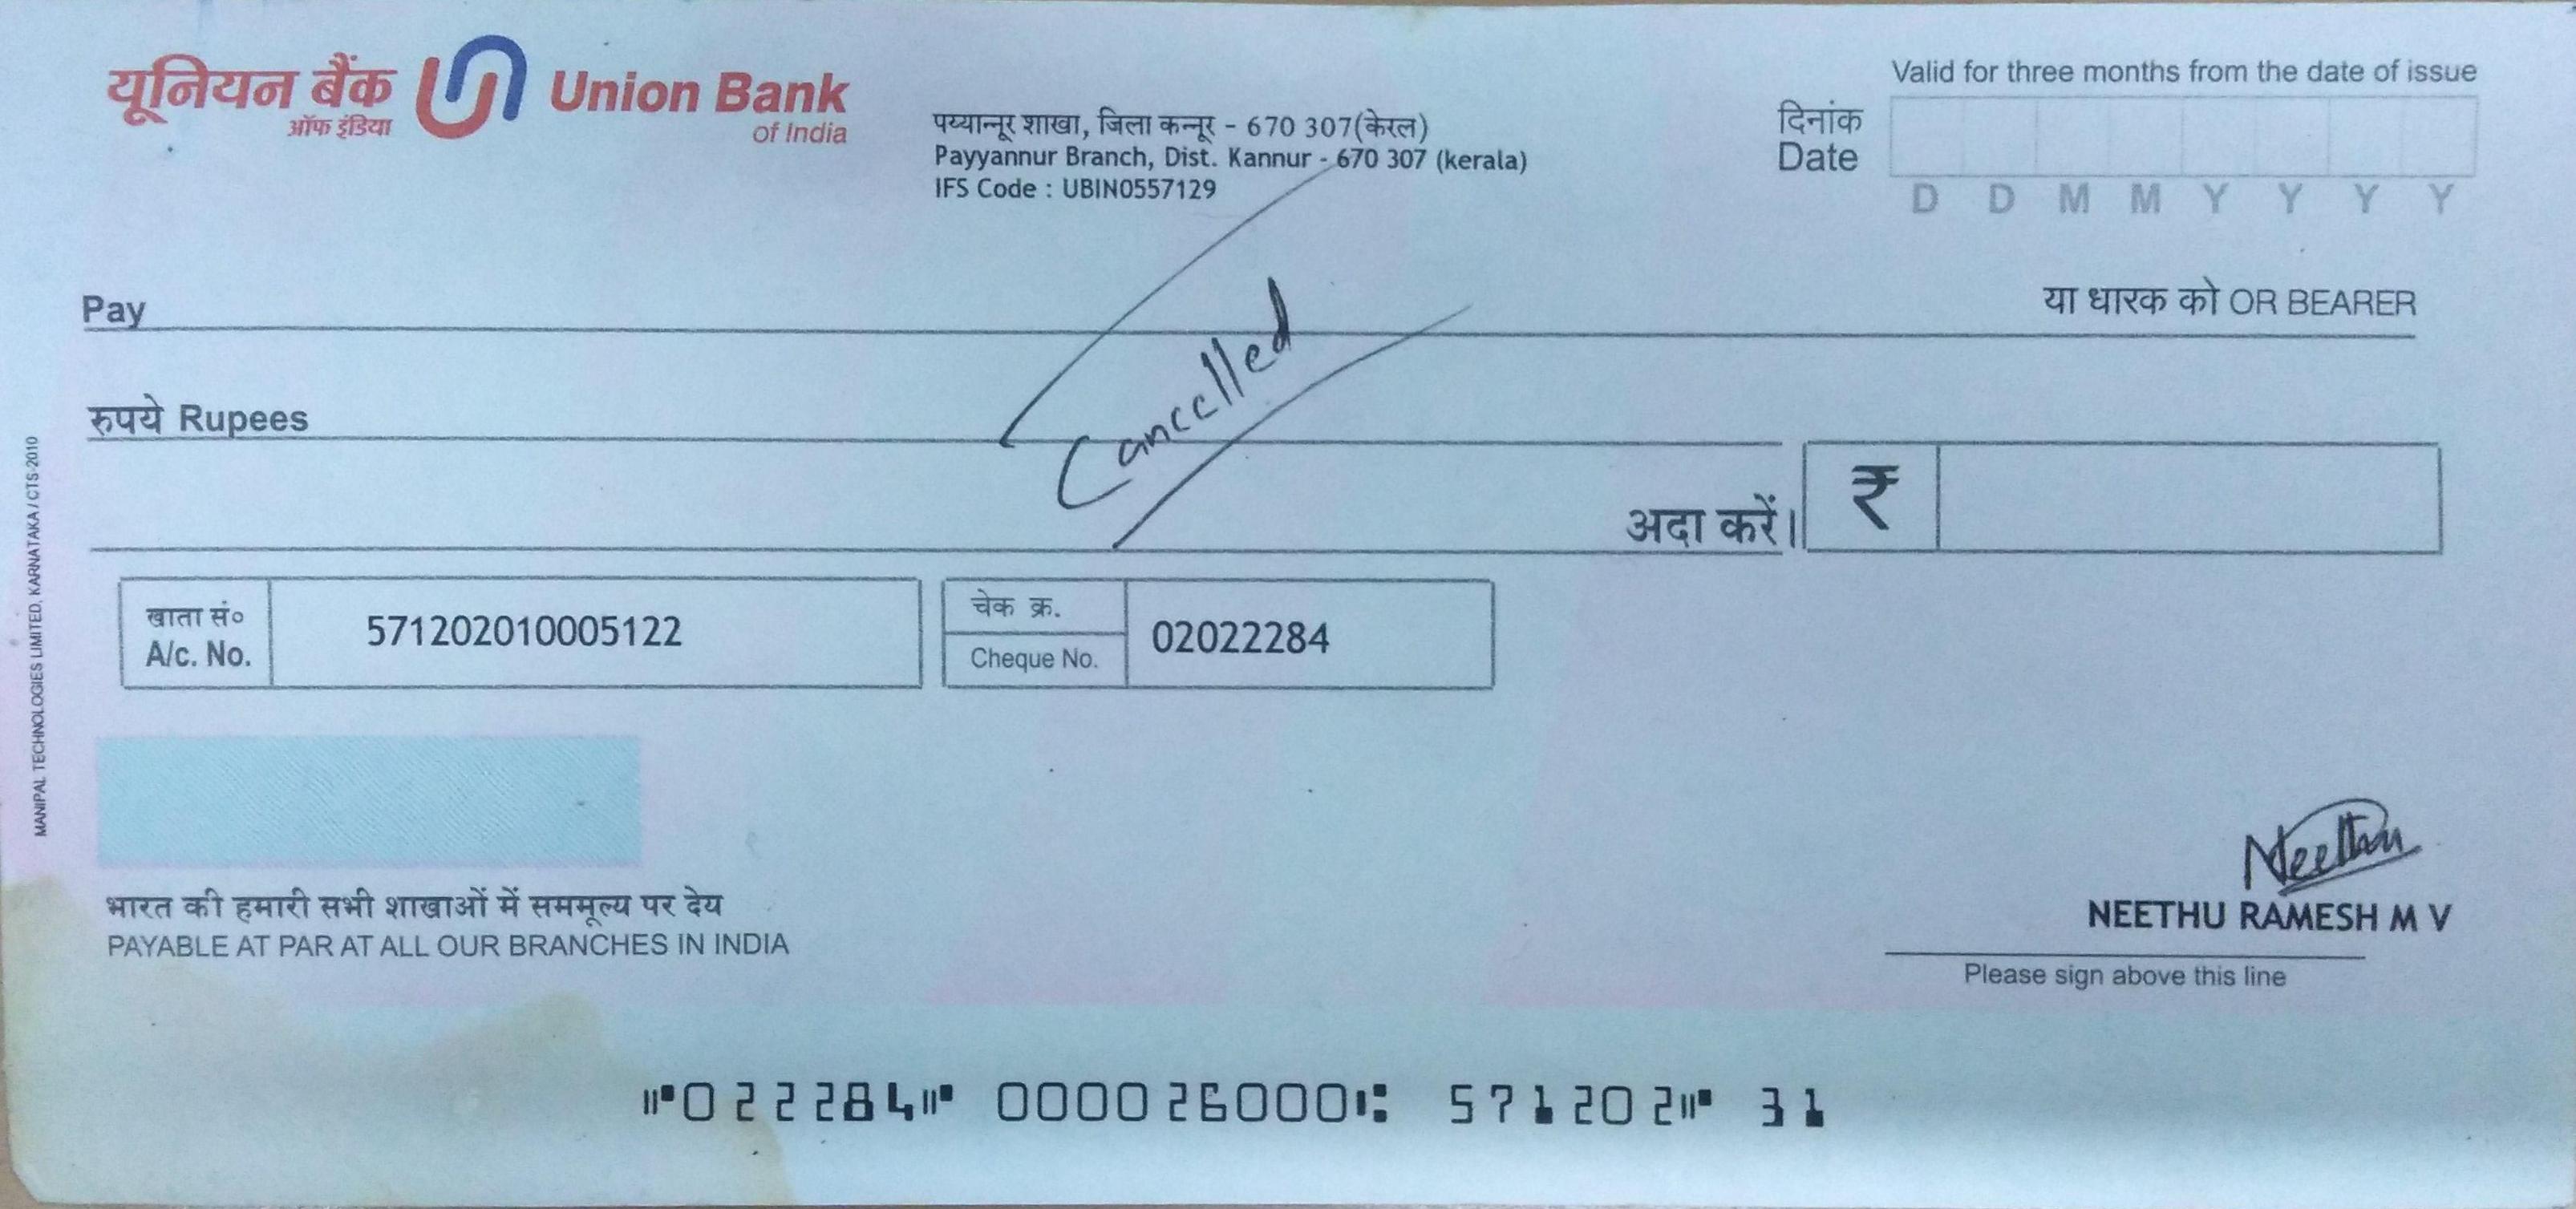 यूनियन बैंक
ऑफ इंडिया
Union Bank
of India
पय्यान्नूर शाखा, जिला कन्नूर - 670 307(केरल)
Payyannur Branch, Dist. Kannur - 670 307 (kerala)
IFS Code : UBIN0557129
Valid for three months from the date of issue
दिनांक
Date
D D M M Y Y Y Y
Pay
या धारक को OR BEARER
रुपये Rupees
Cancelled
अदा करें।
₹
खाता सं०
A/c. No.
571202010005122
चेक क्र.
Cheque No.
02022284
MANIPAL TECHNOLOGIES LIMITED, KARNATAKA / CTS-2010
Neethu
NEETHU RAMESH M V
Please sign above this line
भारत की हमारी सभी शाखाओं में सममूल्य पर देय
PAYABLE AT PAR AT ALL OUR BRANCHES IN INDIA
⑈022284⑈ 000026000⑆ 571202⑈ 31